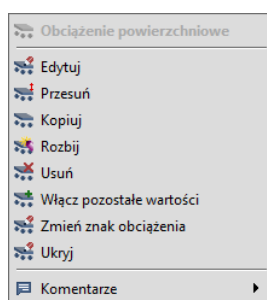 Obciążenie powierzchniowe
Edytuj
Przesuń
Kopiuj
Rozbij
Usuń
Włącz pozostałe wartości
Zmień znak obciążenia
Ukryj
Komentarze